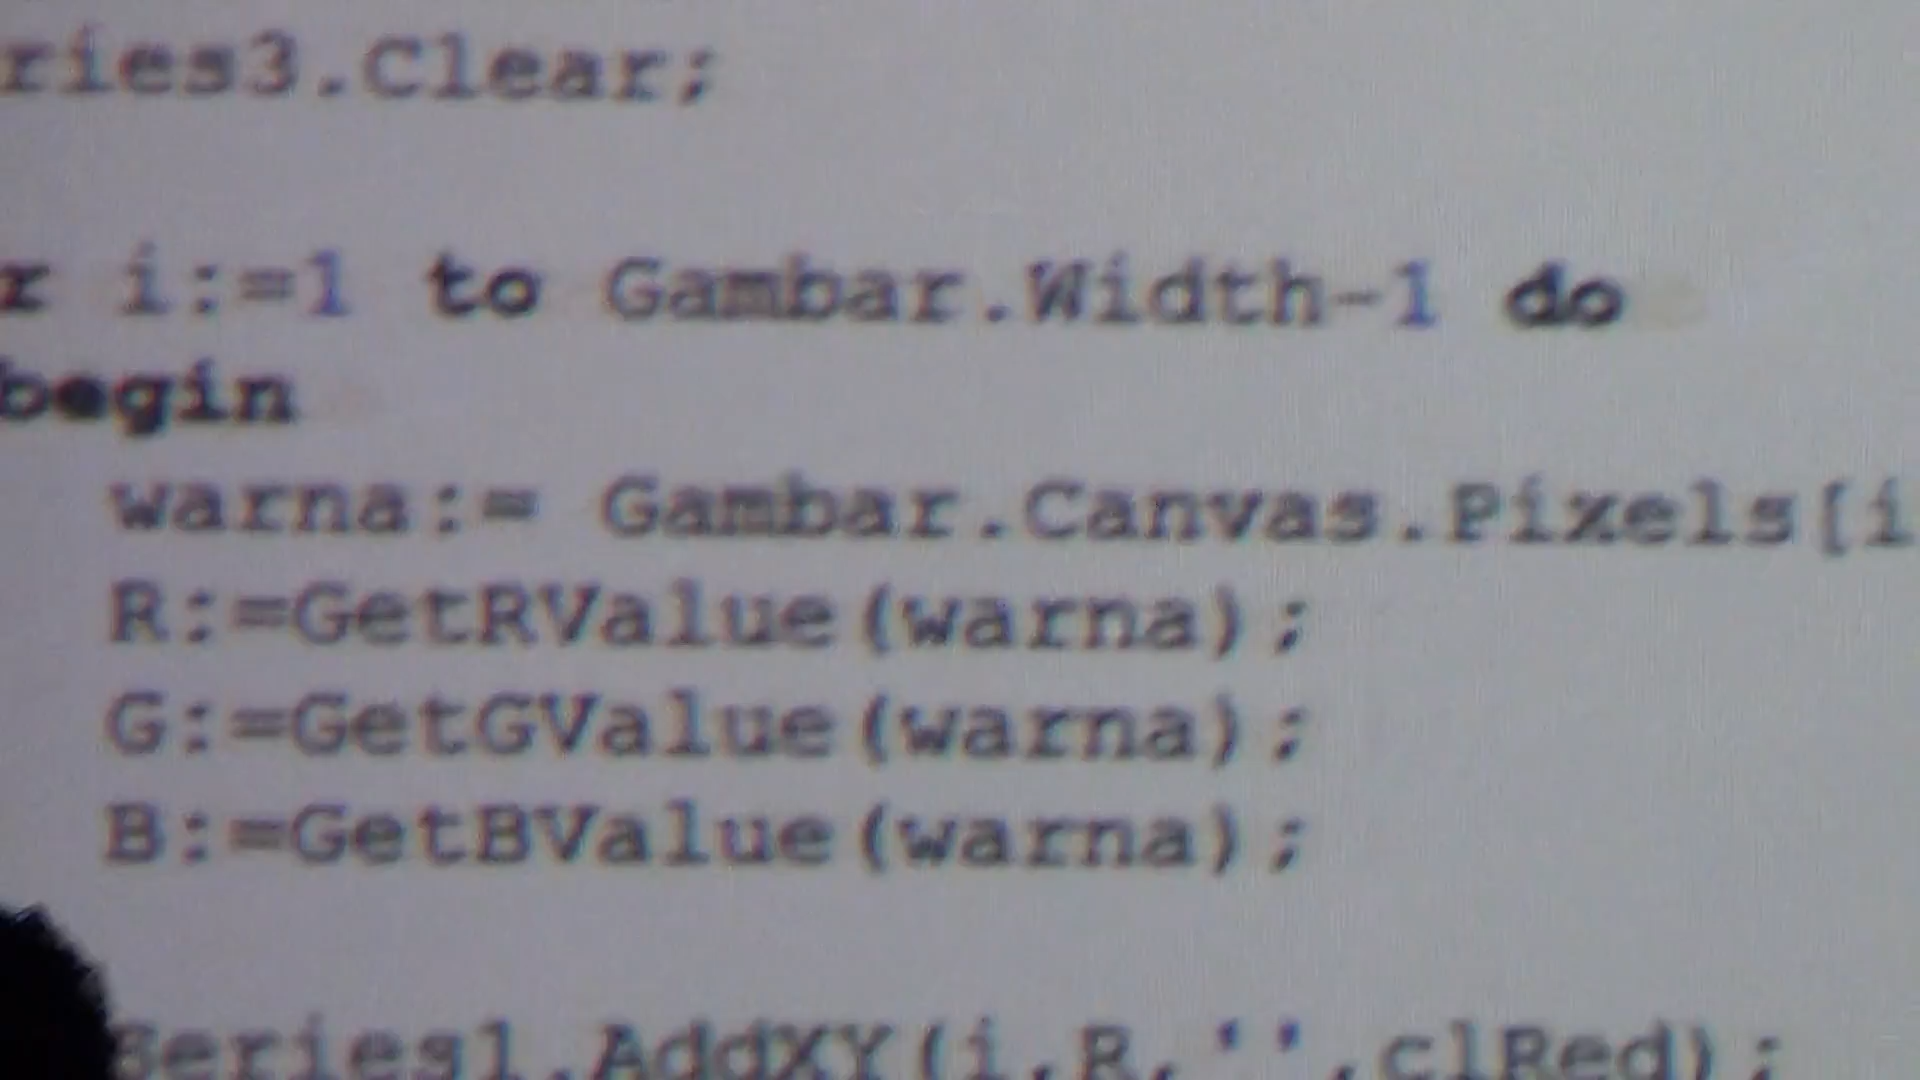 ries3.Clear;
r i:=1 to Gambar.Width-1 do
begin
warna:= Gambar.Canvas.Pixels[i
R:=GetRValue(warna);
G:=GetGValue(warna);
B:=GetBValue(warna);
Series1.AddXY(i,R,'',clRed);